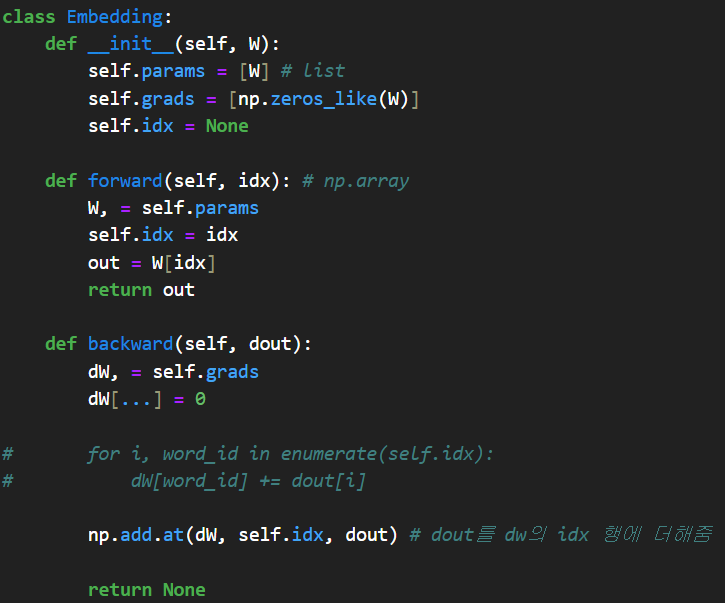 class Embedding:
    def __init__(self, W):
        self.params = [W] # list
        self.grads = [np.zeros_like(W)]
        self.idx = None

    def forward(self, idx): # np.array
        W, = self.params
        self.idx = idx
        out = W[idx]
        return out

    def backward(self, dout):
        dW, = self.grads
        dW[...] = 0

#       for i, word_id in enumerate(self.idx):
#           dW[word_id] += dout[i]

        np.add.at(dW, self.idx, dout) # dout를 dw의 idx 행에 더해줌

        return None